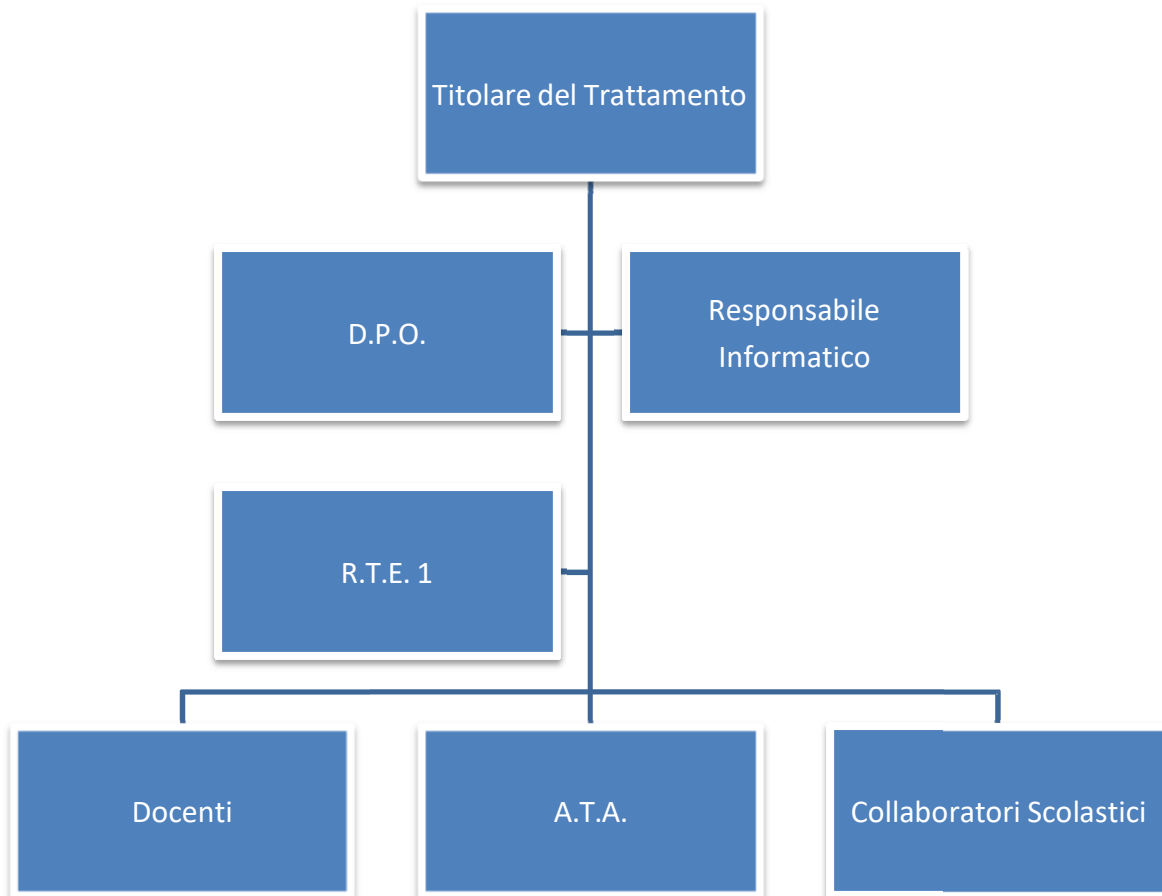 Titolare del Trattamento
D.P.O.
Responsabile
Informatico
R.T.E. 1
Docenti
A.T.A.
Collaboratori Scolastici